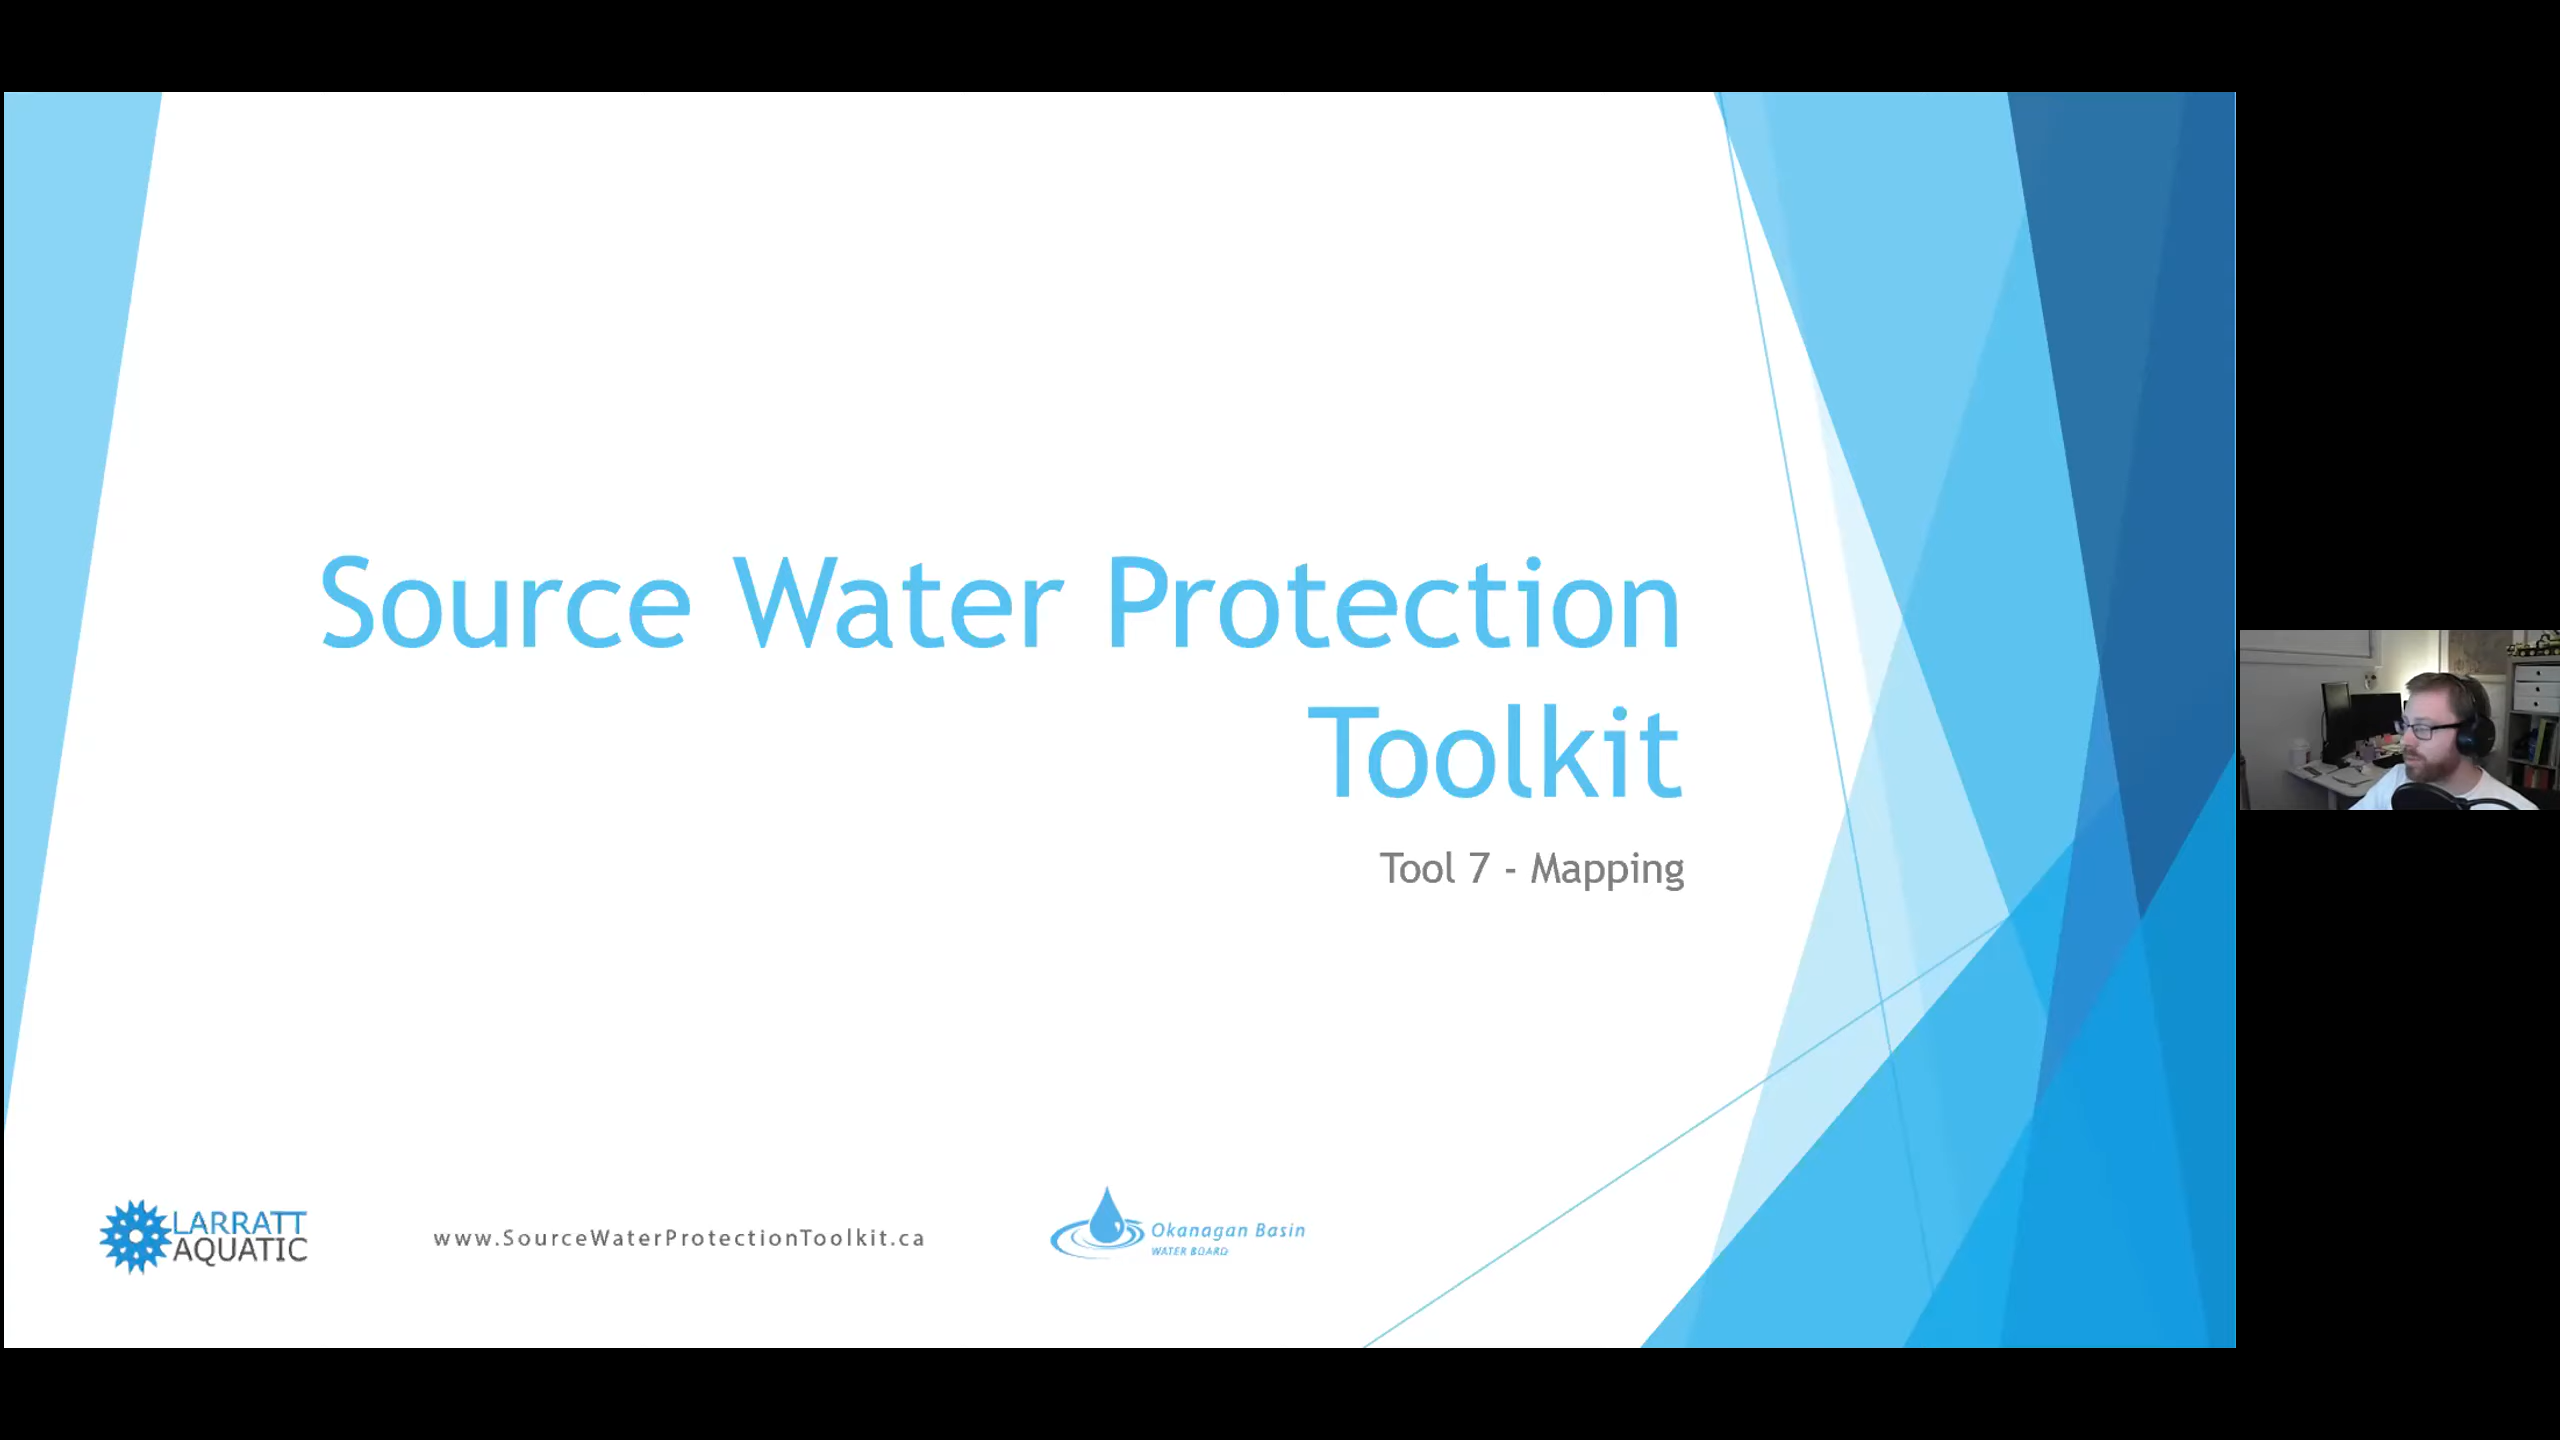 Source Water Protection
Toolkit
Tool 7 - Mapping
LARRATT
AQUATIC
www.SourceWaterProtectionToolkit.ca
Okanagan Basin
WATER BOARD